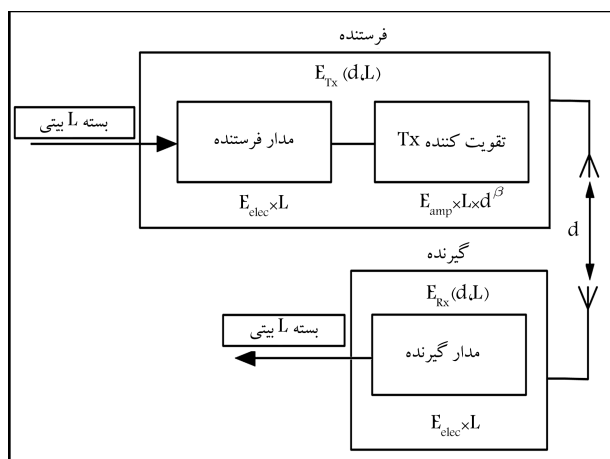 فرستنده
E_Tx (d،L)
بسته L بیتی
مدار فرستنده
تقویت کننده Tx
E_elec×L
E_amp×L×d^β
d
گیرنده
E_Rx (d،L)
بسته L بیتی
مدار گیرنده
E_elec×L